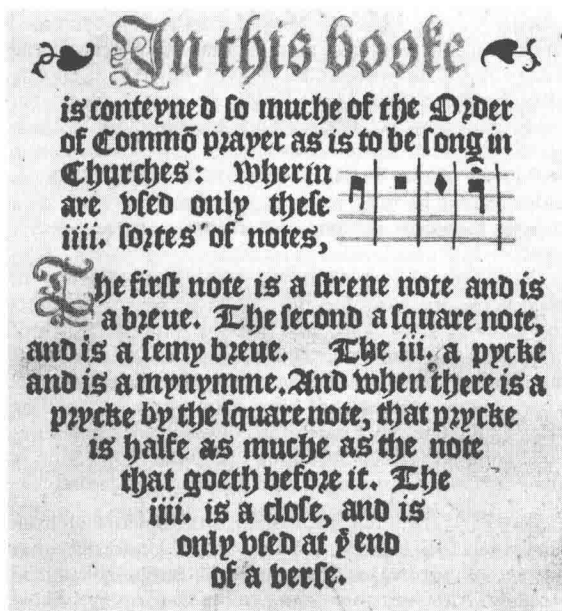 In this booke
is conteyned so muche of the Order
of Commō prayer as is to be song in
Churches: wherin
are vsed only these
iiii. sortes of notes,
The first note is a strene note and is
a breue. The second a square note,
and is a semy breue. The iii. a pycke
and is a mynymme. And when there is a
prycke by the square note, that prycke
is halfe as muche as the note
that goeth before it. The
iiii. is a close, and is
only vsed at yͤ end
of a verse.